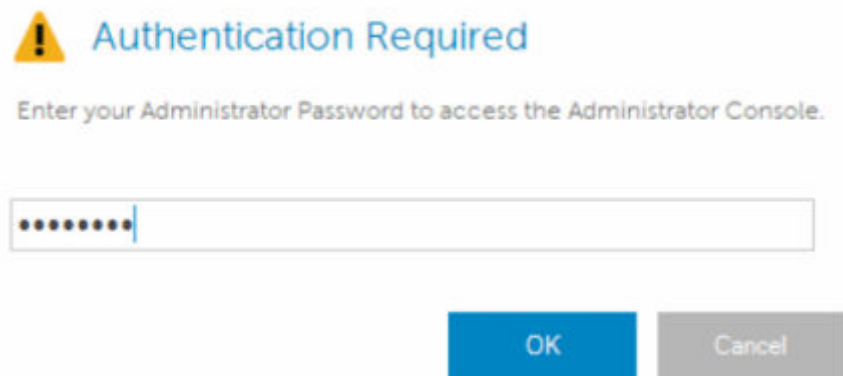 Authentication Required
Enter your Administrator Password to access the Administrator Console.
••••••••
OK
Cancel